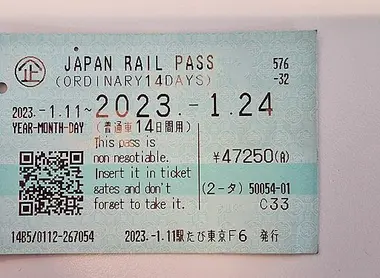 企 JAPAN RAIL PASS 576
(ORDINARY14DAYS) -32
2023.-1.11~2023.-1.24
YEAR-MONTH-DAY (普通車14日間用)
This pass is
non negotiable.
Insert it in ticket
gates and don't
forget to take it.
￥47250(A)
(2-タ) 50054-01
C33
14B5/0112-267054 2023.-1.11駅たび東京F6 発行